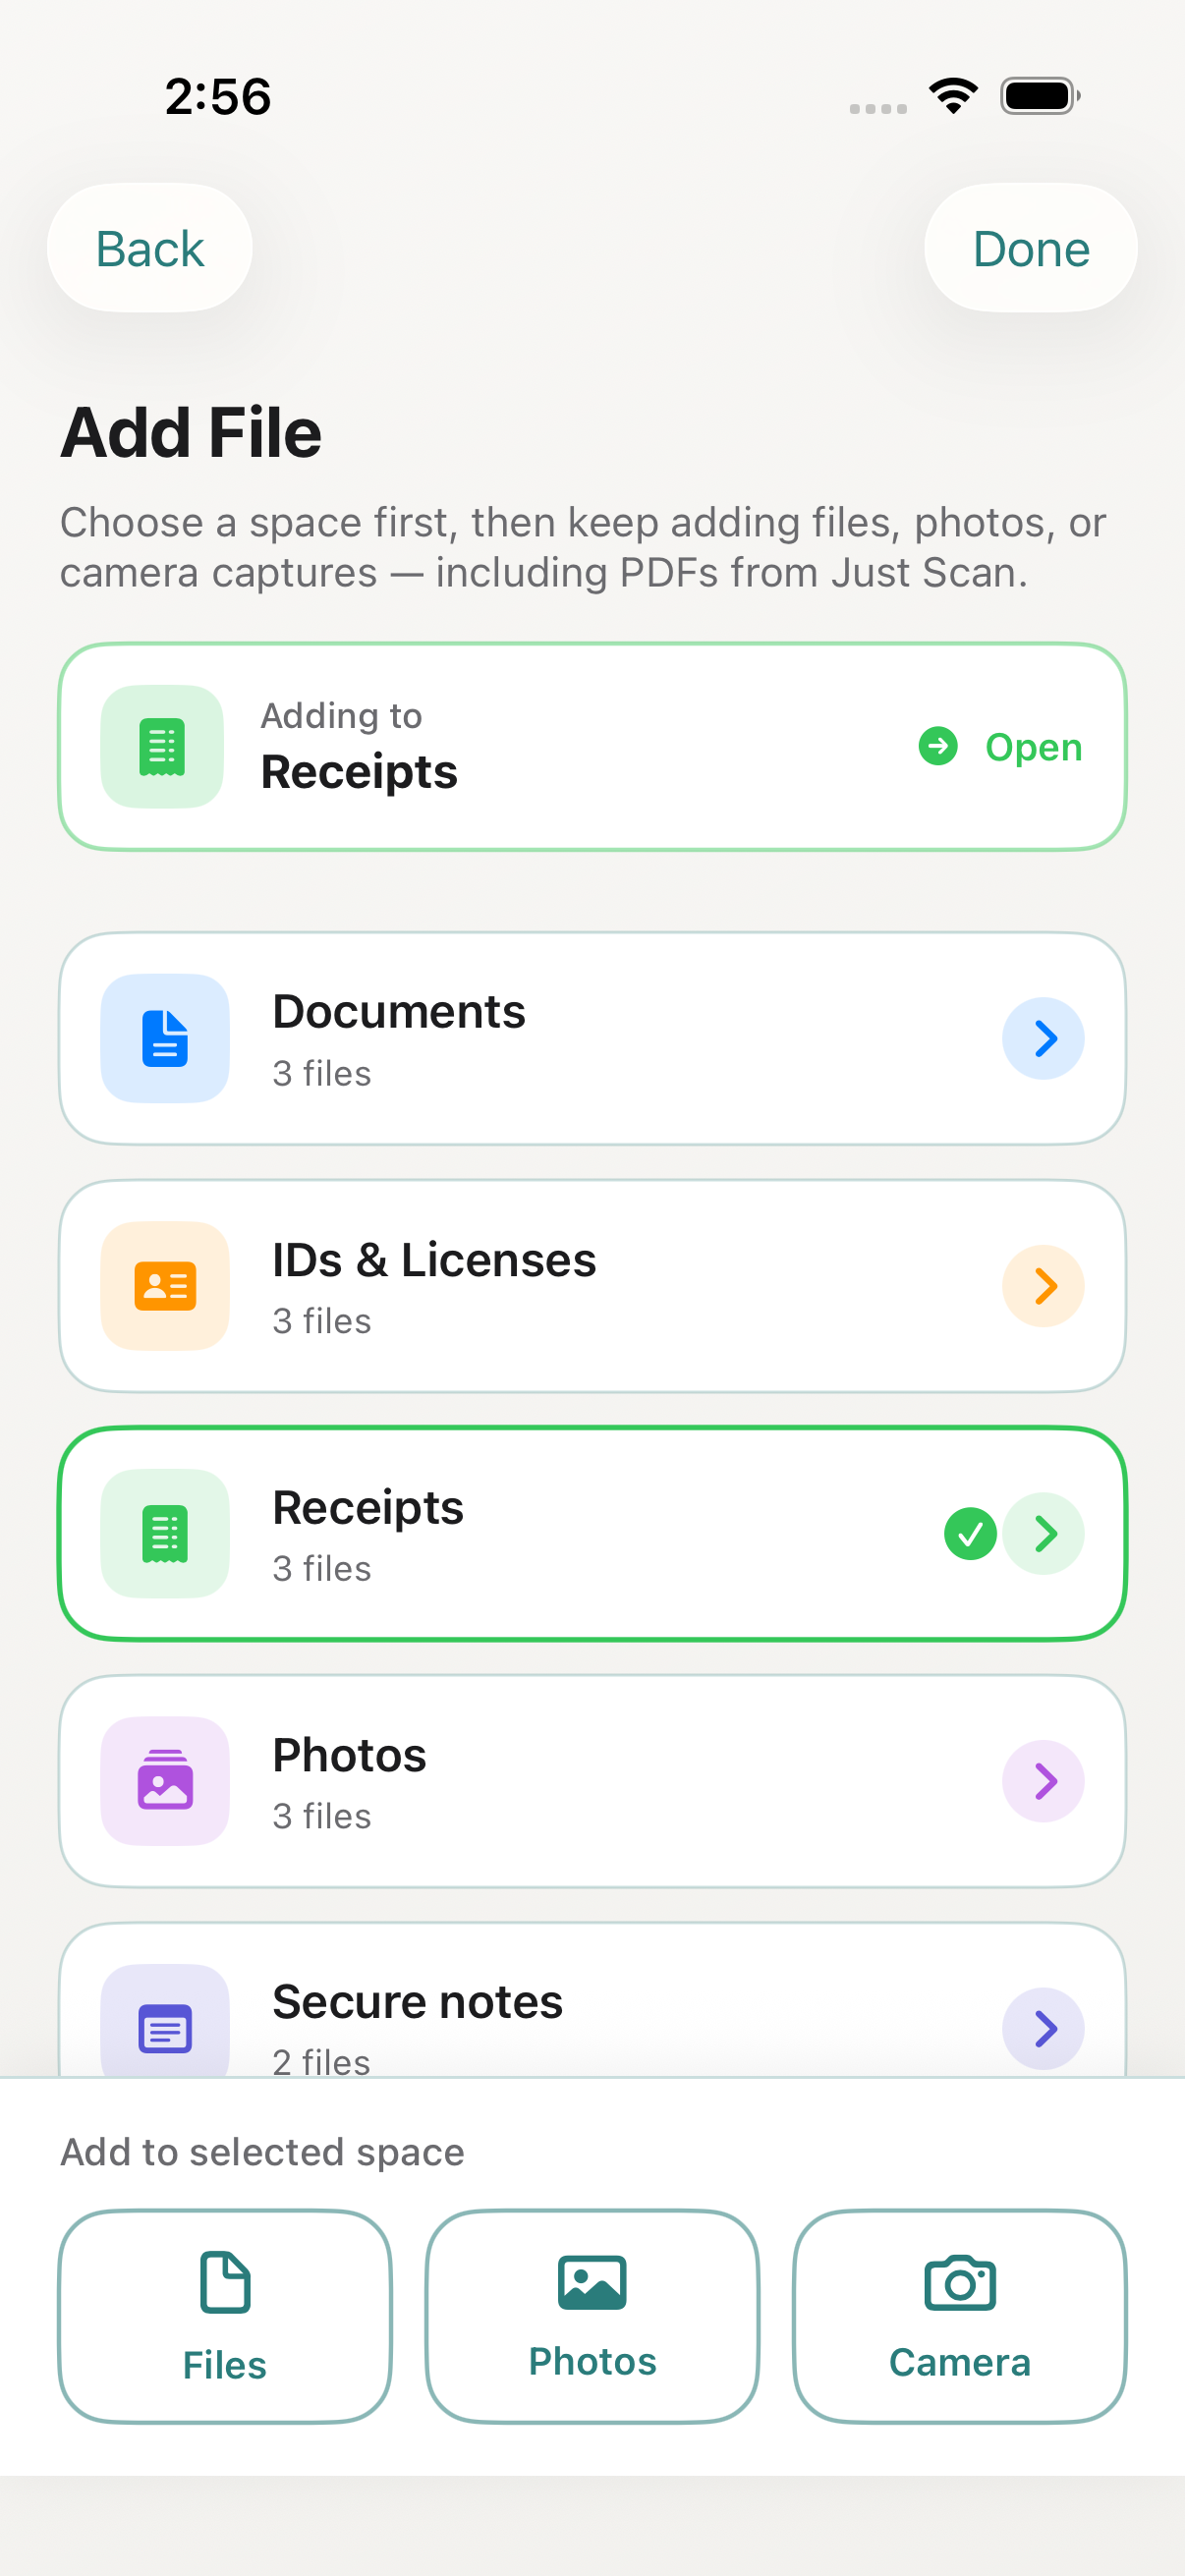 2:56
Back
Done
Add File
Choose a space first, then keep adding files, photos, or
camera captures — including PDFs from Just Scan.
Adding to
Receipts
Open
Documents
3 files
IDs & Licenses
3 files
Receipts
3 files
Photos
3 files
Secure notes
2 files
Add to selected space
Files
Photos
Camera